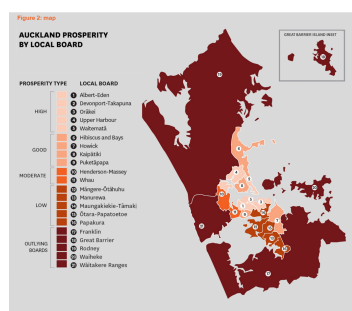 Figure 2: map
AUCKLAND PROSPERITY
BY LOCAL BOARD
GREAT BARRIER ISLAND INSET
PROSPERITY TYPE LOCAL BOARD
HIGH
1 Albert-Eden
2 Devonport-Takapuna
3 Ōrākei
4 Upper Harbour
5 Waitematā
GOOD
6 Hibiscus and Bays
7 Howick
8 Kaipātiki
9 Puketāpapa
MODERATE
10 Henderson-Massey
11 Whau
LOW
12 Māngere-Ōtāhuhu
13 Manurewa
14 Maungakiekie-Tāmaki
15 Ōtara-Papatoetoe
16 Papakura
OUTLYING
BOARDS
17 Franklin
18 Great Barrier
19 Rodney
20 Waiheke
21 Waitakere Ranges